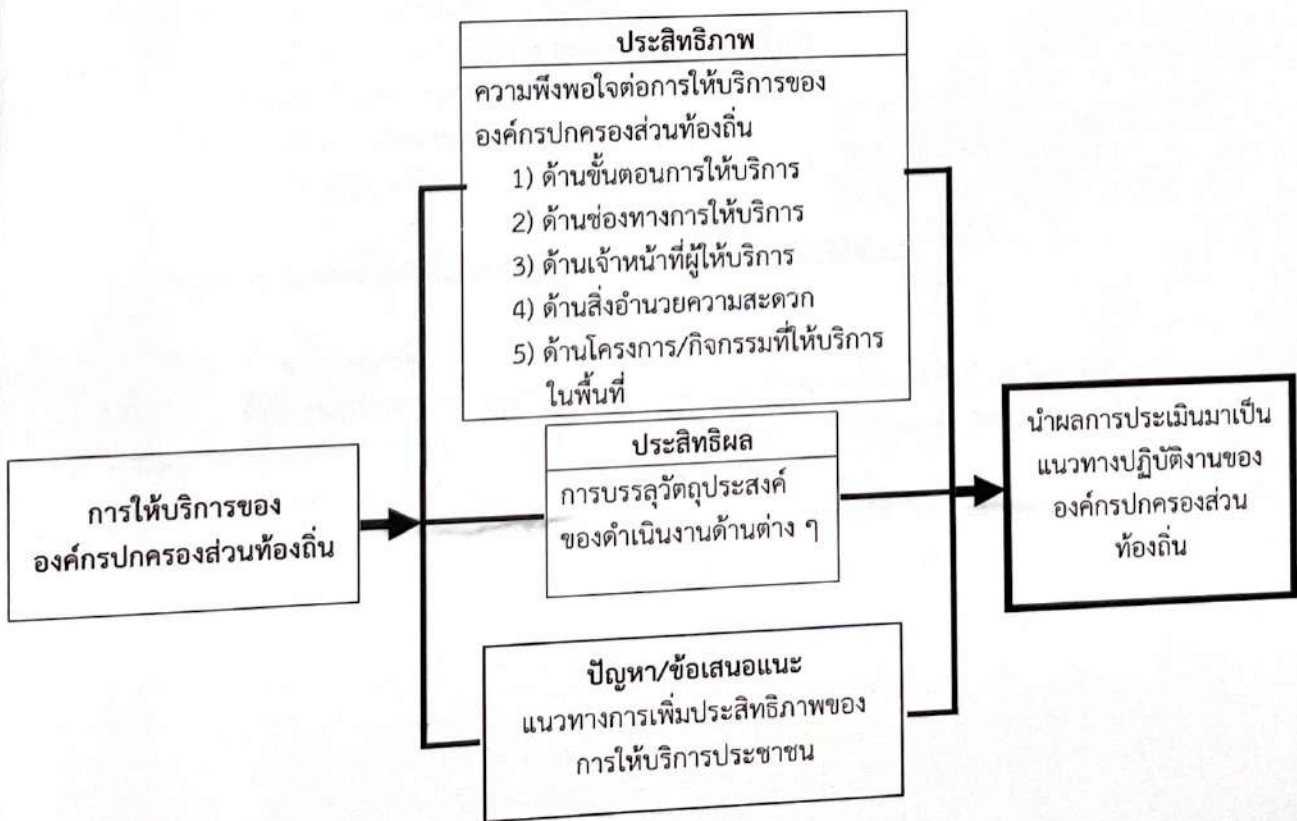 ประสิทธิภาพ
ความพึงพอใจต่อการให้บริการของ
องค์กรปกครองส่วนท้องถิ่น
1) ด้านขั้นตอนการให้บริการ
2) ด้านช่องทางการให้บริการ
3) ด้านเจ้าหน้าที่ผู้ให้บริการ
4) ด้านสิ่งอำนวยความสะดวก
5) ด้านโครงการ/กิจกรรมที่ให้บริการ
ในพื้นที่
การให้บริการของ
องค์กรปกครองส่วนท้องถิ่น
ประสิทธิผล
การบรรลุวัตถุประสงค์
ของดำเนินงานด้านต่าง ๆ
ปัญหา/ข้อเสนอแนะ
แนวทางการเพิ่มประสิทธิภาพของ
การให้บริการประชาชน
นำผลการประเมินมาเป็น
แนวทางปฏิบัติงานของ
องค์กรปกครองส่วน
ท้องถิ่น